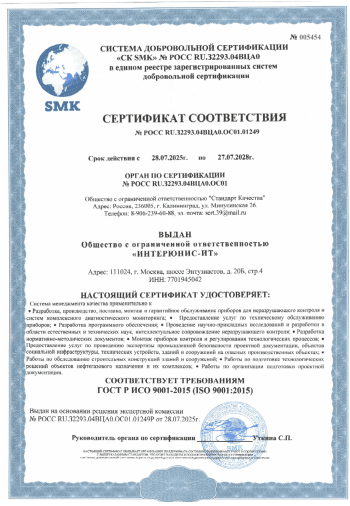 № 005454
СИСТЕМА ДОБРОВОЛЬНОЙ СЕРТИФИКАЦИИ
«СК SMK» № РОСС RU.32293.04ВЦА0
в едином реестре зарегистрированных систем
добровольной сертификации
SMK
СЕРТИФИКАТ СООТВЕТСТВИЯ
№ РОСС RU.32293.04ВЦА0.ОС01.01249
Срок действия с 28.07.2025г. по 27.07.2028г.
ОРГАН ПО СЕРТИФИКАЦИИ
№ РОСС RU.32293.04ВЦА0.ОС01
Общество с ограниченной ответственностью "Стандарт Качества"
Адрес: Россия, 236006, г. Калининград, ул. Минусинская 26
Телефон: 8-906-239-60-88, эл. почта: sert.39@mail.ru
ВЫДАН
Общество с ограниченной ответственностью
«ИНТЕРЮНИС-ИТ»
Адрес: 111024, г. Москва, шоссе Энтузиастов, д. 20Б, стр.4
ИНН: 7701945042
НАСТОЯЩИЙ СЕРТИФИКАТ УДОСТОВЕРЯЕТ:
Система менеджмента качества применительно к
• Разработка, производство, поставка, монтаж и гарантийное обслуживание приборов для неразрушающего контроля и
систем комплексного диагностического мониторинга; • Предоставление услуг по техническому обслуживанию
приборов; • Разработка программного обеспечения; • Проведение научно-прикладных исследований и разработки в
области естественных и технических наук, интеллектуальное сопровождение неразрушающего контроля; • Разработка
нормативно-методических документов; • Монтаж приборов контроля и регулирования технологических процессов; •
Предоставление услуг по проведению экспертизы промышленной безопасности проектной документации, объектов
социальной инфраструктуры, технических устройств, зданий и сооружений на опасных производственных объектах; •
Работы по обследованию строительных конструкций зданий и сооружений; • Работы по подготовке технологических
решений объектов нефтегазового назначения и их комплексов; • Работы по организации подготовки проектной
документации.
СООТВЕТСТВУЕТ ТРЕБОВАНИЯМ
ГОСТ Р ИСО 9001-2015 (ISO 9001:2015)
Выдан на основании решения экспертной комиссии
№ РОСС RU.32293.04ВЦА0.ОС01.01249Р от 28.07.2025г.
Руководитель органа по сертификации Уткина С.П.